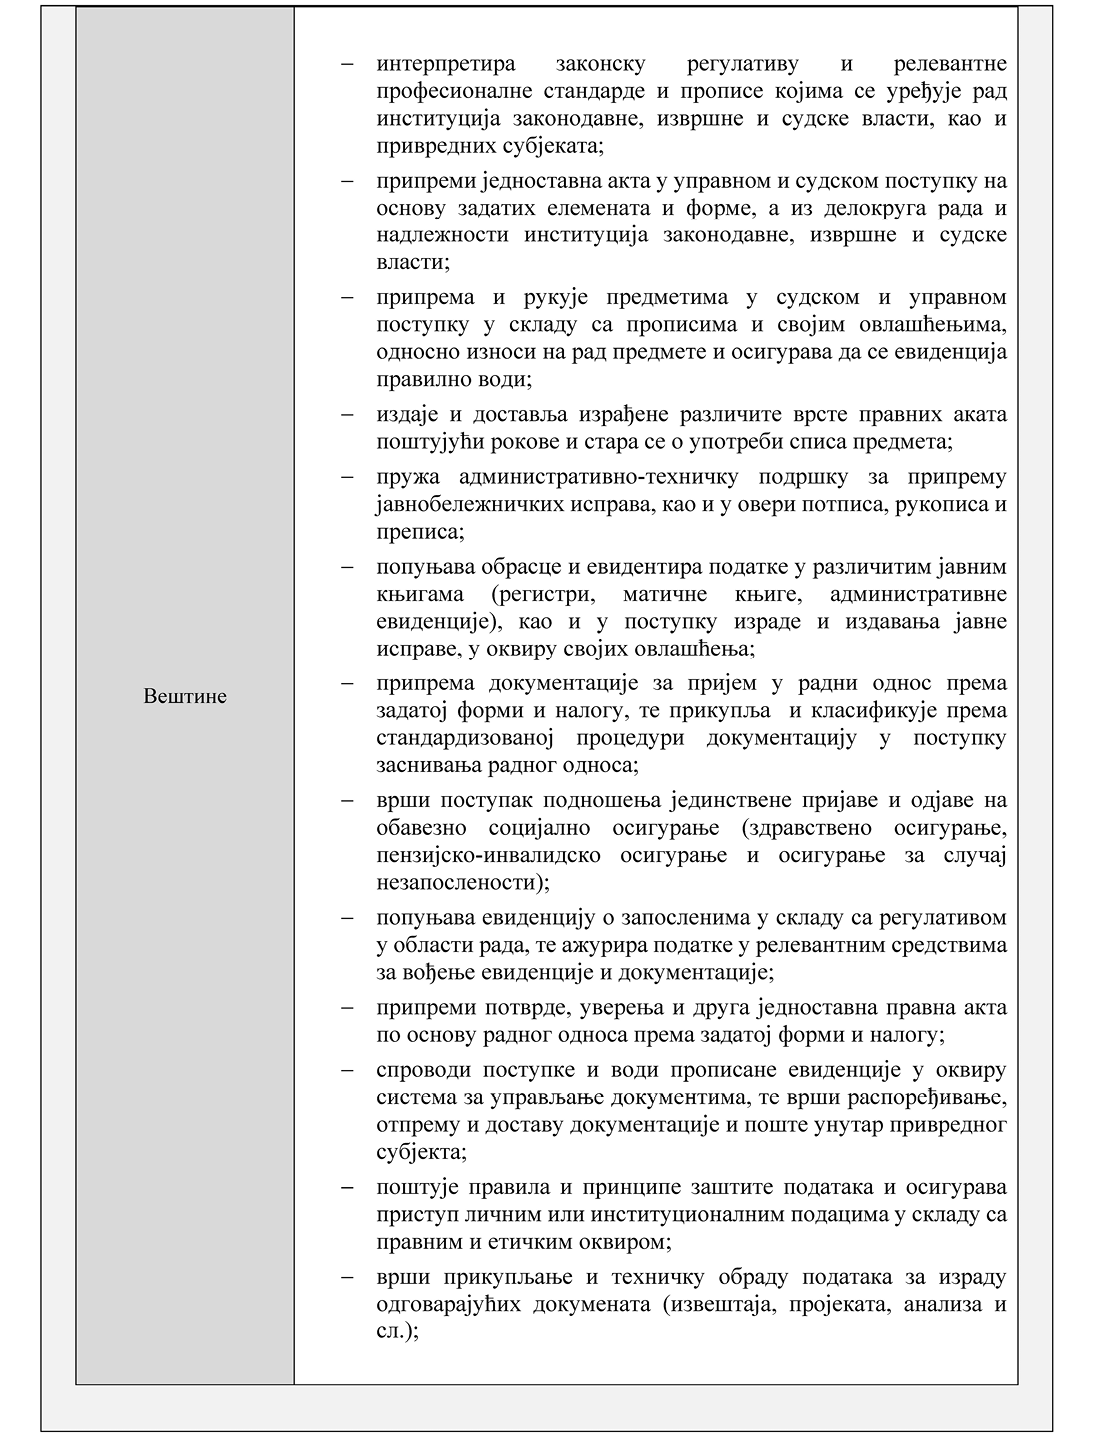 – интерпретира законску регулативу и релевантне
професионалне стандарде и прописе којима се уређује рад
институција законодавне, извршне и судске власти, као и
привредних субјеката;
– припреми једноставна акта у управном и судском поступку на
основу задатих елемената и форме, а из делокруга рада и
надлежности институција законодавне, извршне и судске
власти;
– припрема и рукује предметима у судском и управном
поступку у складу са прописима и својим овлашћењима,
односно износи на рад предмете и осигурава да се евиденција
правилно води;
– издаје и доставља израђене различите врсте правних аката
поштујући рокове и стара се о употреби списа предмета;
– пружа административно-техничку подршку за припрему
јавнобележничких исправа, као и у овери потписа, рукописа и
преписа;
– попуњава обрасце и евидентира податке у различитим јавним
књигама (регистри, матичне књиге, административне
евиденције), као и у поступку израде и издавања јавне
исправе, у оквиру својих овлашћења;
Вештине
– припрема документације за пријем у радни однос према
задатој форми и налогу, те прикупља и класификује према
стандардизованој процедури документацију у поступку
заснивања радног односа;
– врши поступак подношења јединствене пријаве и одјаве на
обавезно социјално осигурање (здравствено осигурање,
пензијско-инвалидско осигурање и осигурање за случај
незапослености);
– попуњава евиденцију о запосленима у складу са регулативом
у области рада, те ажурира податке у релевантним средствима
за вођење евиденције и документације;
– припреми потврде, уверења и друга једноставна правна акта
по основу радног односа према задатој форми и налогу;
– спроводи поступке и води прописане евиденције у оквиру
система за управљање документима, те врши распоређивање,
отпрему и доставу документације и поште унутар привредног
субјекта;
– поштује правила и принципе заштите података и осигурава
приступ личним или институционалним подацима у складу са
правним и етичким оквиром;
– врши прикупљање и техничку обраду података за израду
одговарајућих докумената (извештаја, пројеката, анализа и
сл.);